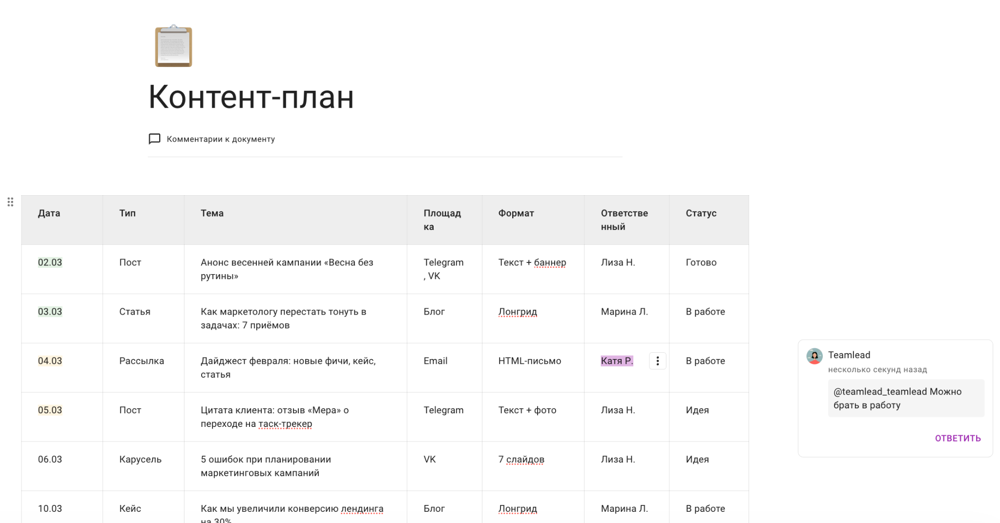 Контент-план
Комментарии к документу
Дата Тип Тема Площад Формат Ответстве Статус
ка нный
02.03 Пост Анонс весенней кампании «Весна без Telegram Текст + баннер Лиза Н. Готово
рутины» , VK
03.03 Статья Как маркетологу перестать тонуть в Блог Лонгрид Марина Л. В работе
задачах: 7 приёмов
04.03 Рассылка Дайджест февраля: новые фичи, кейс, Email HTML-письмо Катя Р. В работе
статья
05.03 Пост Цитата клиента: отзыв «Мера» о Telegram Текст + фото Лиза Н. Идея
переходе на таск-трекер
06.03 Карусель 5 ошибок при планировании VK 7 слайдов Лиза Н. Идея
маркетинговых кампаний
10.03 Кейс Как мы увеличили конверсию лендинга Блог Лонгрид Марина Л. В работе
на 30%
Teamlead
несколько секунд назад
@teamlead_teamlead Можно
брать в работу
ОТВЕТИТЬ